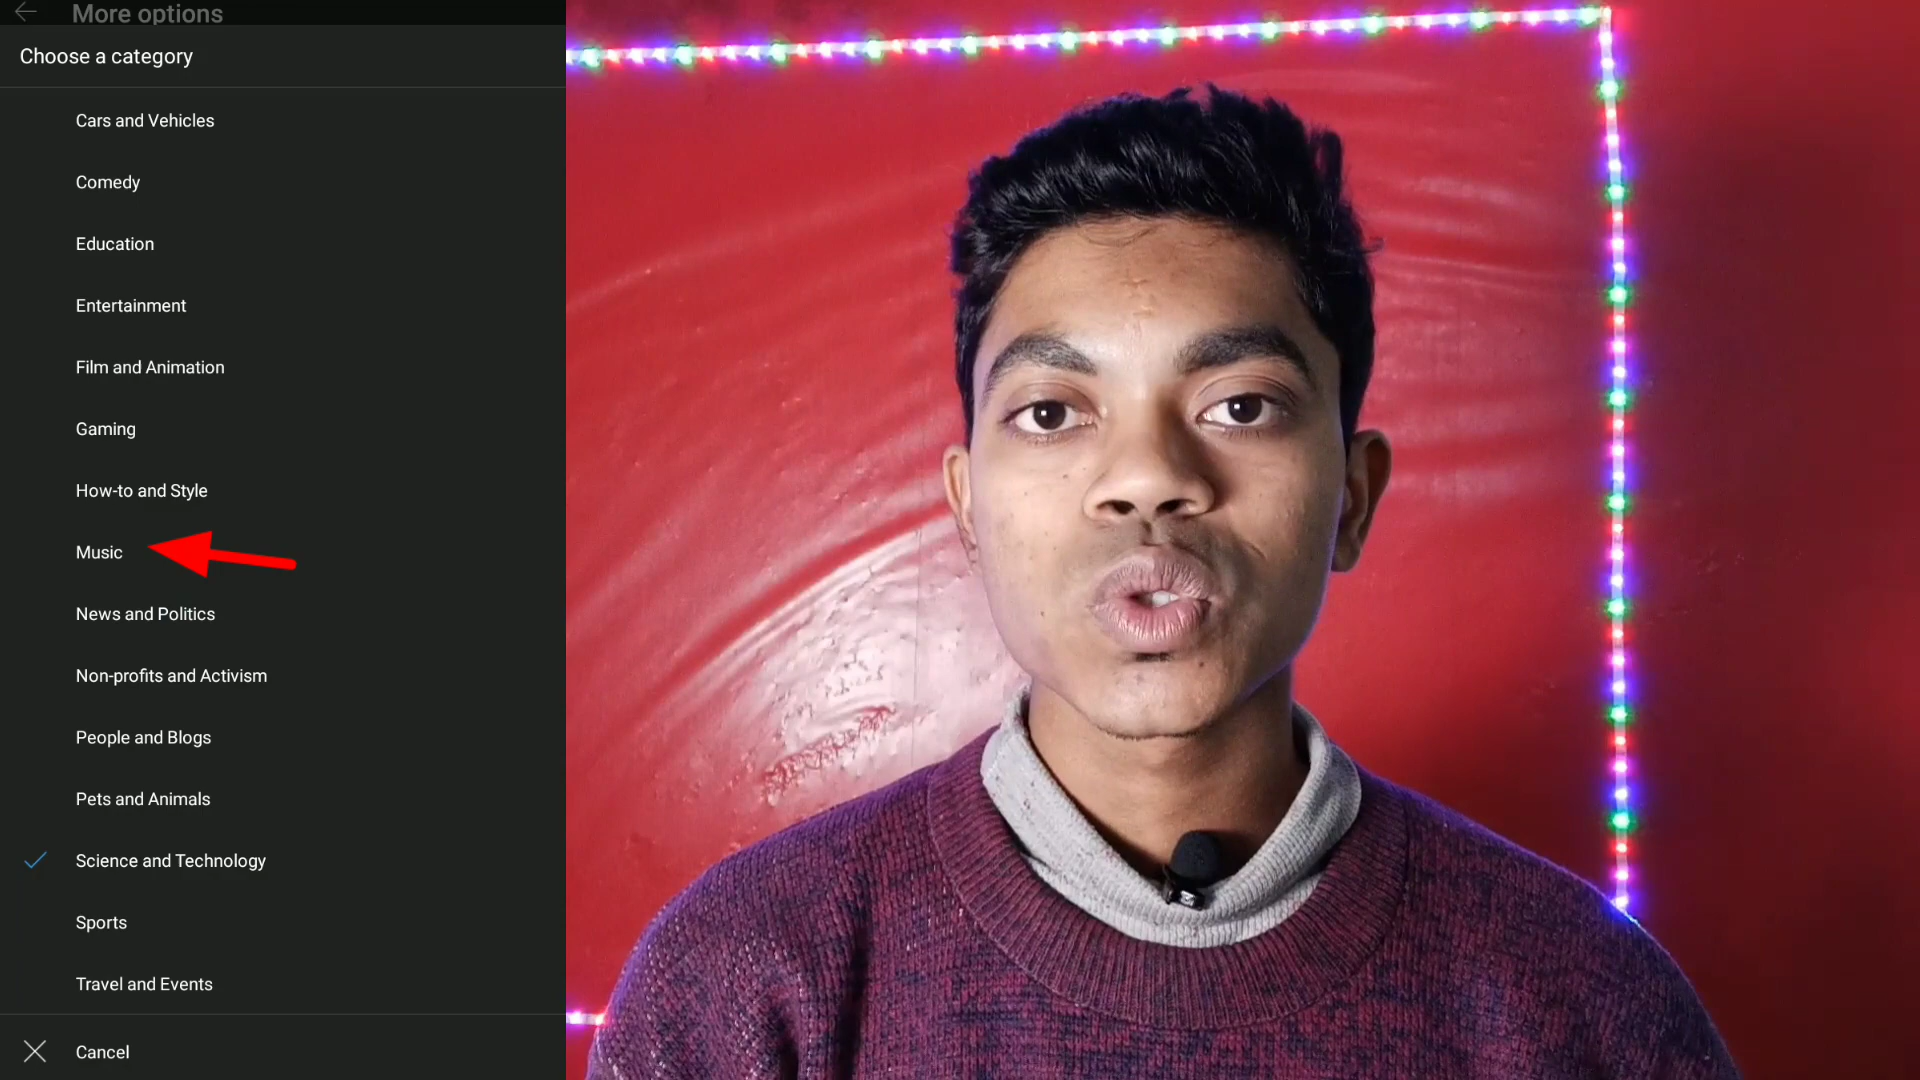 More options
Choose a category
Cars and Vehicles
Comedy
Education
Entertainment
Film and Animation
Gaming
How-to and Style
Music
News and Politics
Non-profits and Activism
People and Blogs
Pets and Animals
Science and Technology
Sports
Travel and Events
Cancel